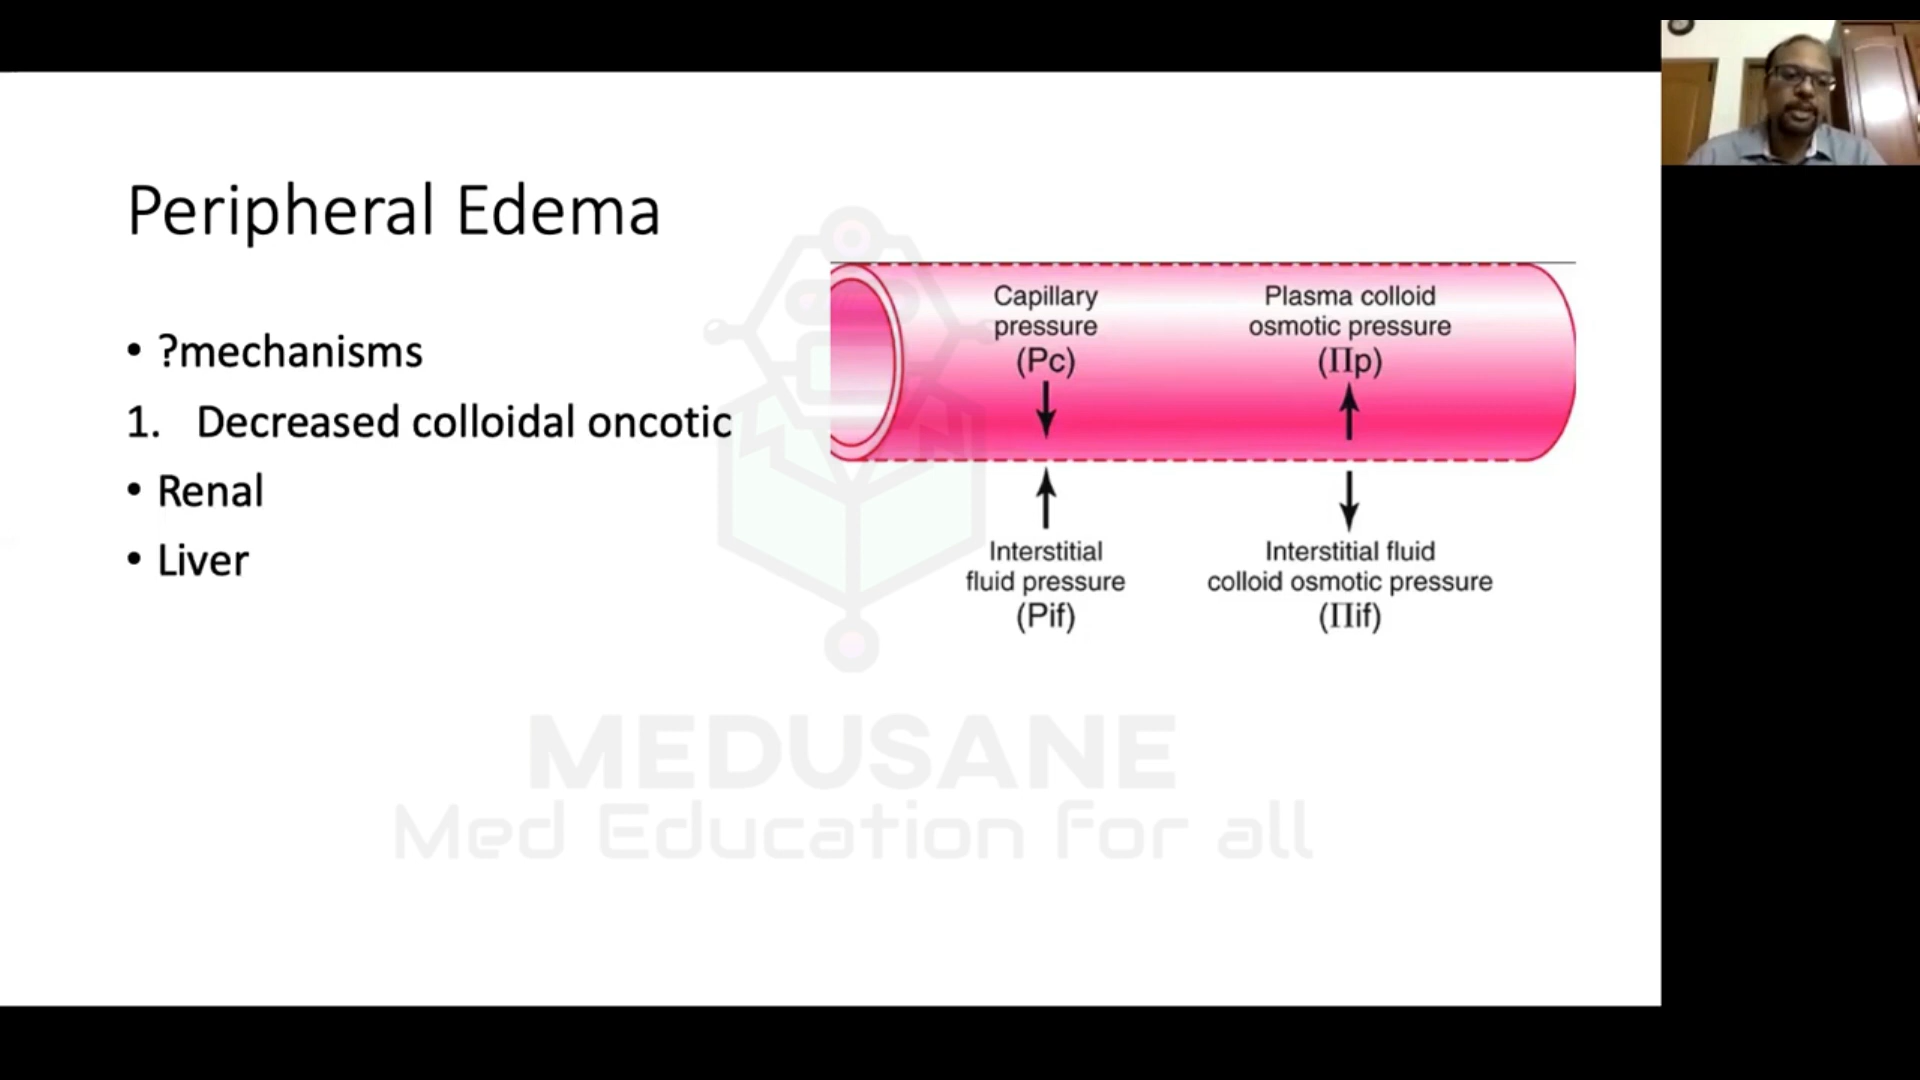 Peripheral Edema
• ?mechanisms
1. Decreased colloidal oncotic
• Renal
• Liver
Capillary
pressure
(Pc)
Plasma colloid
osmotic pressure
(Πp)
Interstitial
fluid pressure
(Pif)
Interstitial fluid
colloid osmotic pressure
(Πif)
MEDUSANE
Med Education for all